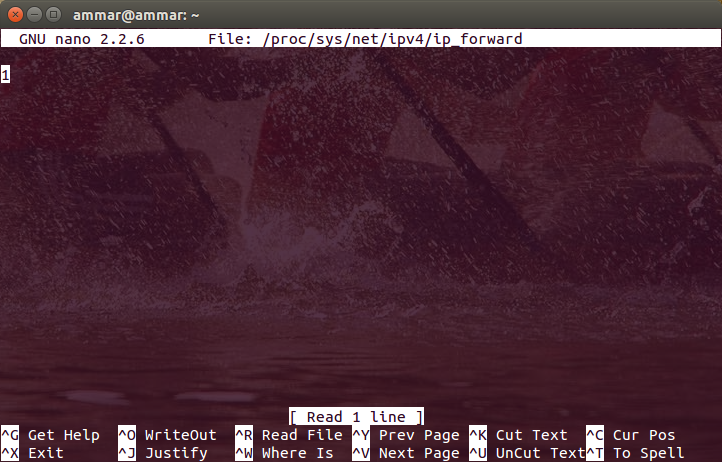 ammar@ammar: ~
GNU nano 2.2.6 File: /proc/sys/net/ipv4/ip_forward
1
[ Read 1 line ]
^G Get Help ^O WriteOut ^R Read File ^Y Prev Page ^K Cut Text ^C Cur Pos
^X Exit ^J Justify ^W Where Is ^V Next Page ^U UnCut Text ^T To Spell